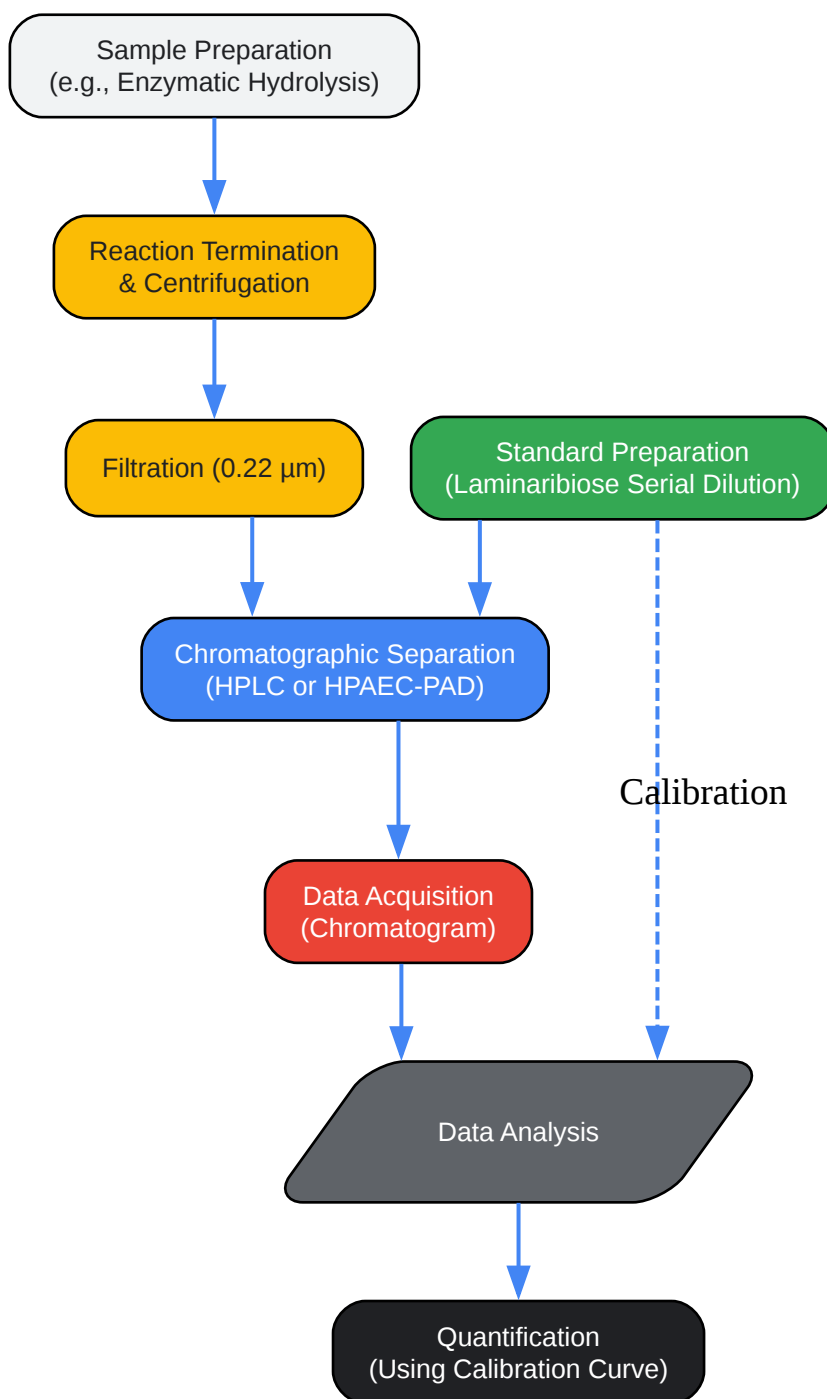 Sample Preparation
(e.g., Enzymatic Hydrolysis)
Reaction Termination
& Centrifugation
Filtration (0.22 µm)
Standard Preparation
(Laminaribiose Serial Dilution)
Chromatographic Separation
(HPLC or HPAEC-PAD)
Calibration
Data Acquisition
(Chromatogram)
Data Analysis
Quantification
(Using Calibration Curve)